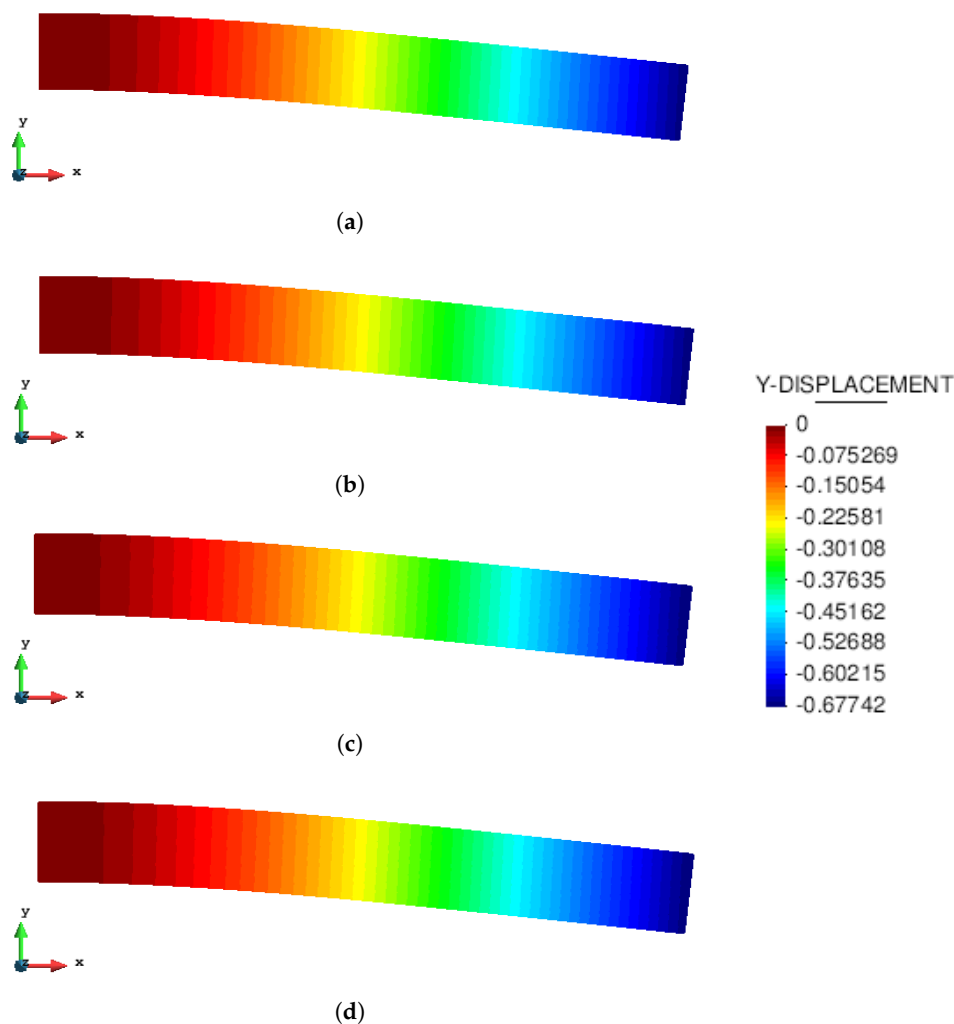 y
z
x
(a)
y
z
x
(b)
Y-DISPLACEMENT
0
-0.075269
-0.15054
-0.22581
-0.30108
-0.37635
-0.45162
-0.52688
-0.60215
-0.67742
y
z
x
(c)
y
z
x
(d)